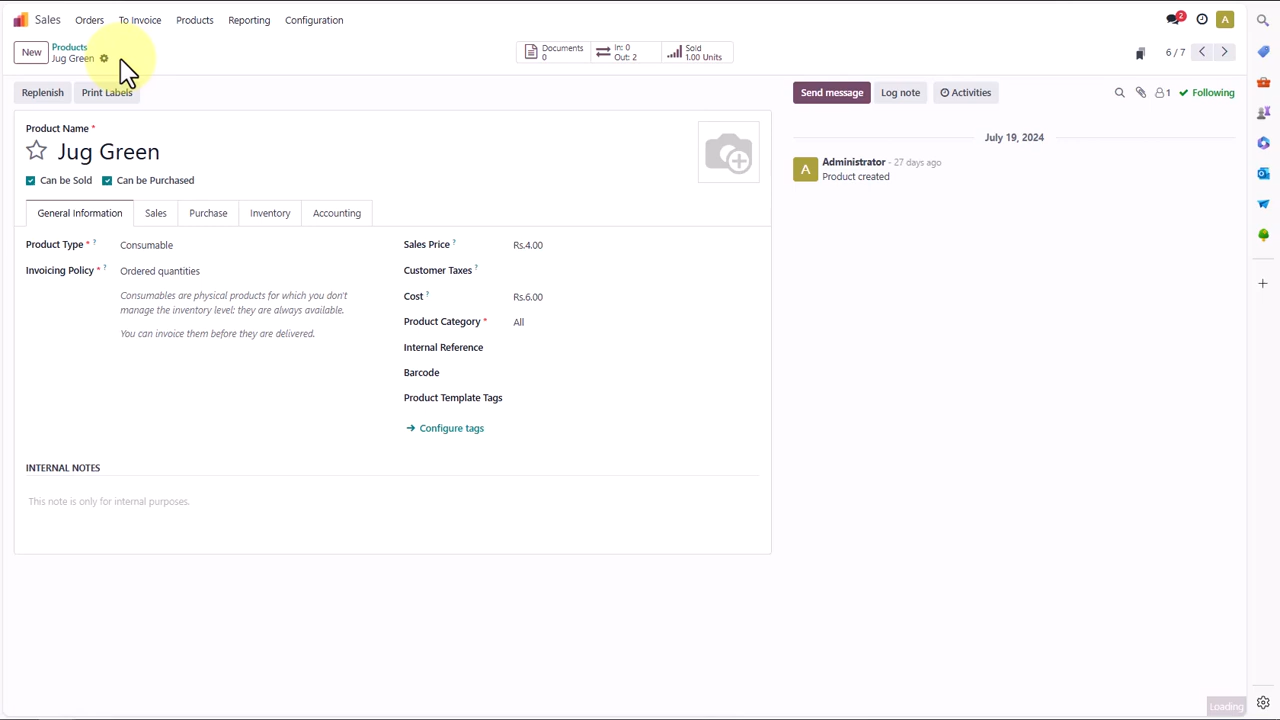 Sales Orders To Invoice Products Reporting Configuration 2 A
New Products Documents In: 0 Sold 6 / 7
Jug Green 0 Out: 2 1.00 Units
Replenish Print Labels Send message Log note Activities 1 Following
Product Name *
July 19, 2024
Jug Green
A Administrator - 27 days ago
Product created
Can be Sold Can be Purchased
General Information Sales Purchase Inventory Accounting
Product Type * ? Consumable Sales Price ? Rs.4.00
Invoicing Policy * ? Ordered quantities Customer Taxes ?
Consumables are physical products for which you don't Cost ? Rs.6.00
manage the inventory level: they are always available.
Product Category * All
You can invoice them before they are delivered.
Internal Reference
Barcode
Product Template Tags
Configure tags
INTERNAL NOTES
This note is only for internal purposes.
Loading